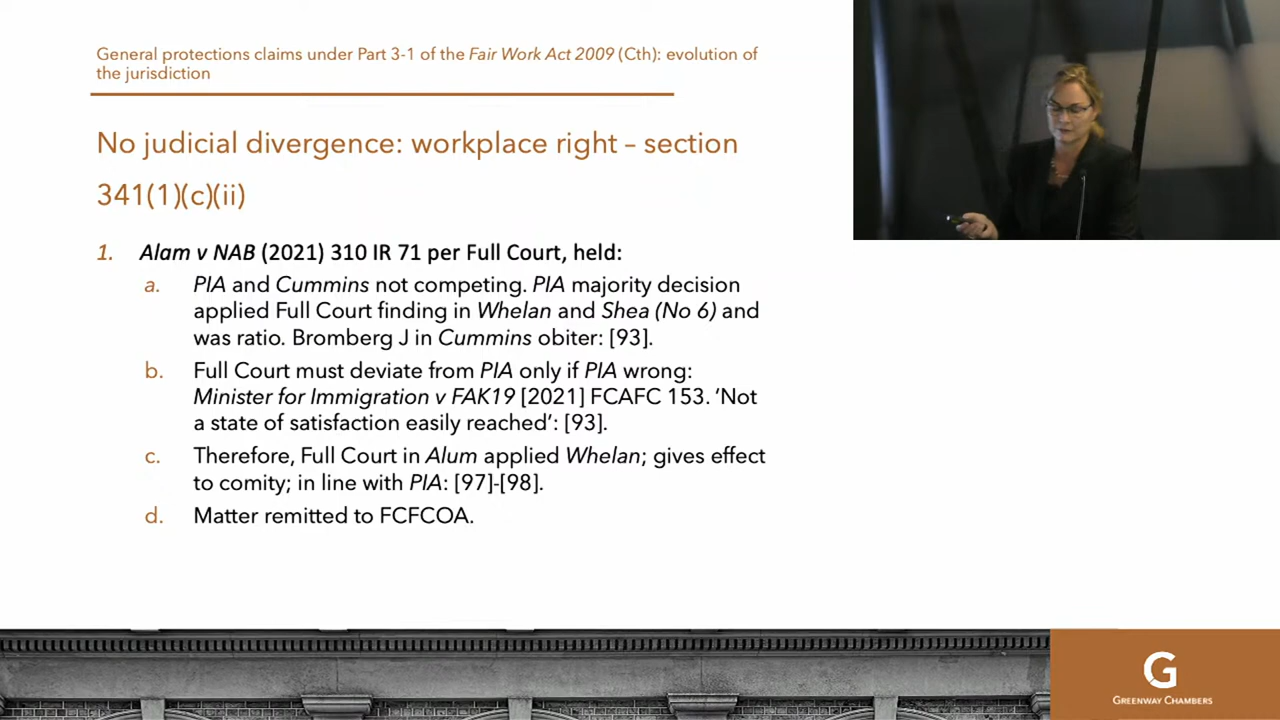 General protections claims under Part 3-1 of the Fair Work Act 2009 (Cth): evolution of
the jurisdiction
No judicial divergence: workplace right – section
341(1)(c)(ii)
1. Alam v NAB (2021) 310 IR 71 per Full Court, held:
a. PIA and Cummins not competing. PIA majority decision
applied Full Court finding in Whelan and Shea (No 6) and
was ratio. Bromberg J in Cummins obiter: [93].
b. Full Court must deviate from PIA only if PIA wrong:
Minister for Immigration v FAK19 [2021] FCAFC 153. ‘Not
a state of satisfaction easily reached’: [93].
c. Therefore, Full Court in Alum applied Whelan; gives effect
to comity; in line with PIA: [97]-[98].
d. Matter remitted to FCFCOA.
G
GREENWAY CHAMBERS